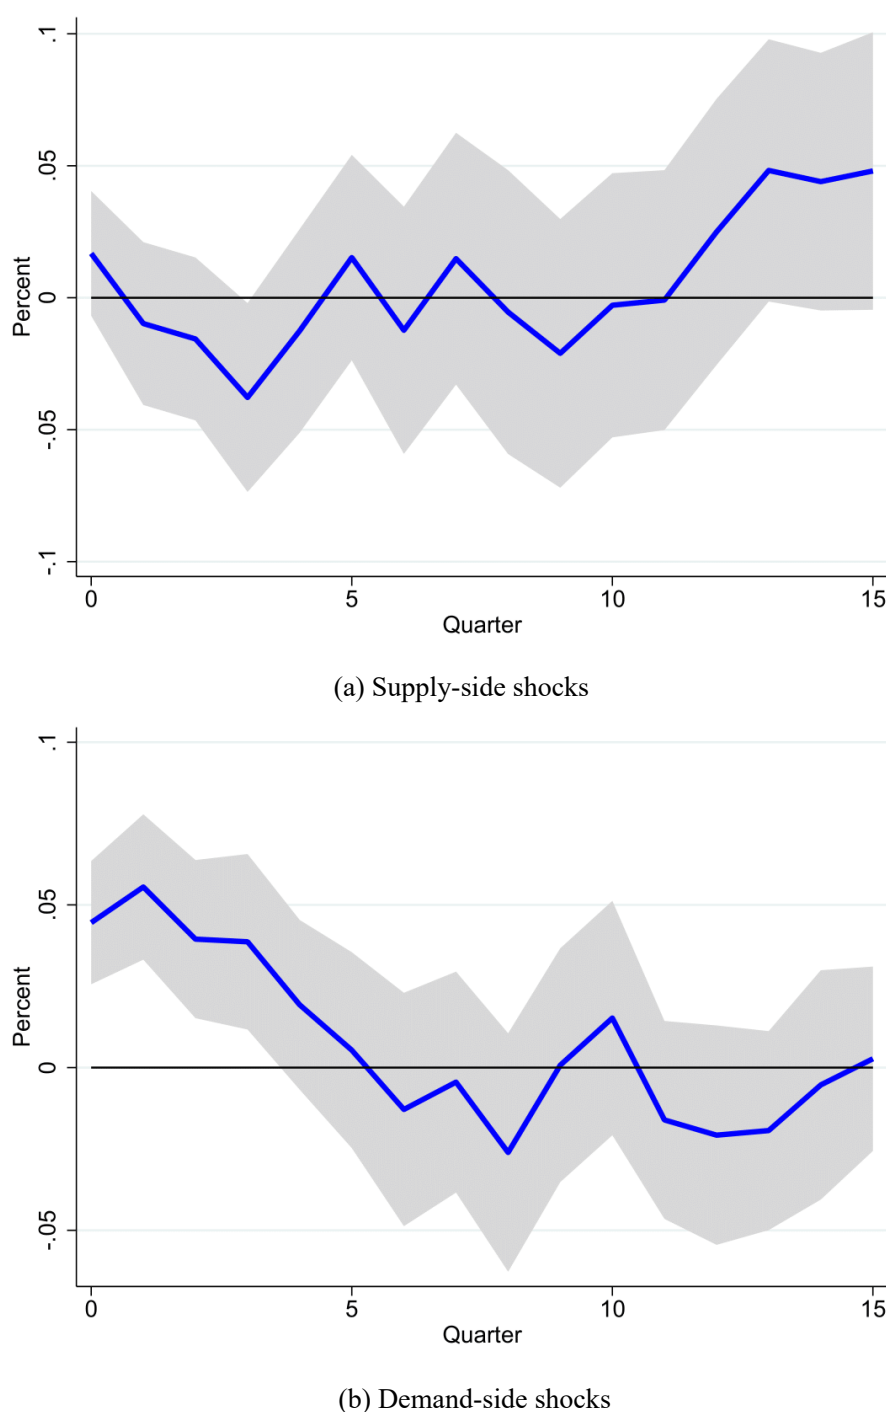 .1
.05
0
-.05
-.1
Percent
0 5 10 15
Quarter
(a) Supply-side shocks
.1
.05
0
-.05
Percent
0 5 10 15
Quarter
(b) Demand-side shocks